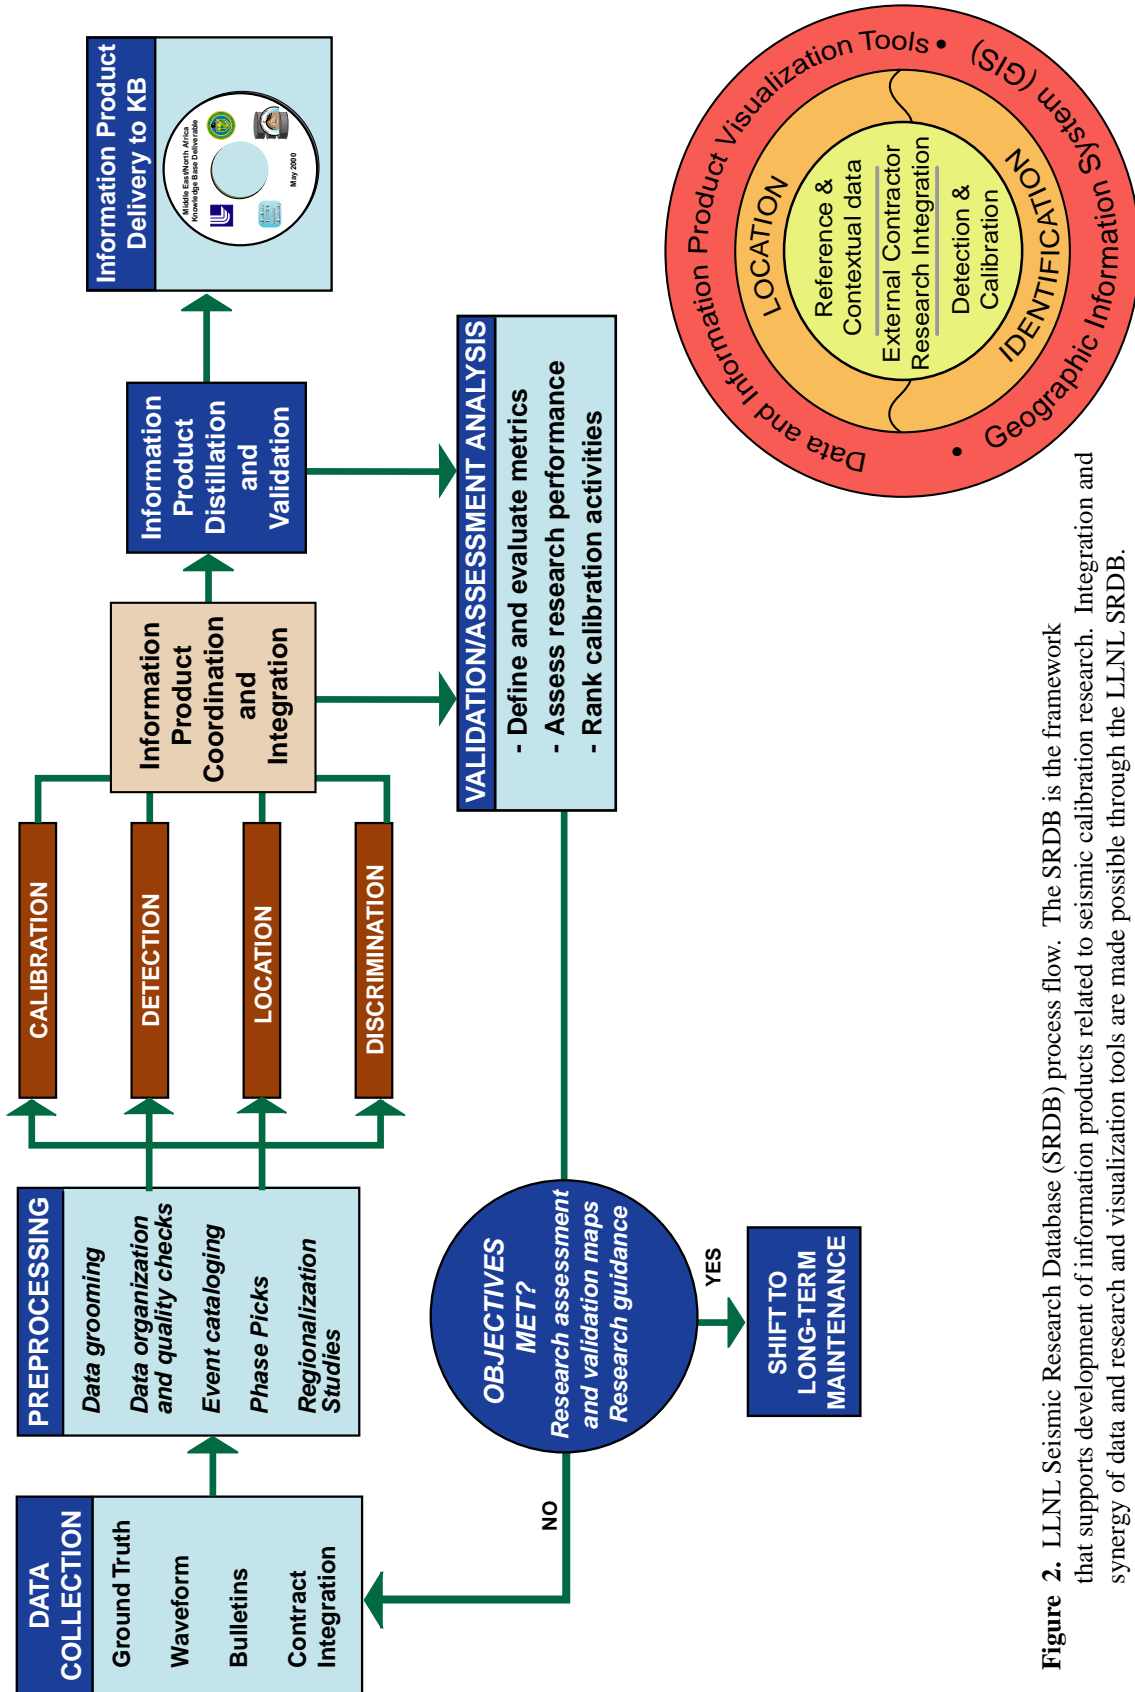 DATA
COLLECTION
Ground Truth
Waveform
Bulletins
Contract
Integration
PREPROCESSING
Data grooming
Data organization
and quality checks
Event cataloging
Phase Picks
Regionalization
Studies
CALIBRATION
DETECTION
LOCATION
DISCRIMINATION
Information
Product
Coordination
and
Integration
Information
Product
Distillation
and
Validation
Information Product
Delivery to KB
Middle East/North Africa
Knowledge Base Deliverable
May 2000
VALIDATION/ASSESSMENT ANALYSIS
- Define and evaluate metrics
- Assess research performance
- Rank calibration activities
OBJECTIVES
MET?
Research assessment
and validation maps
Research guidance
NO
YES
SHIFT TO
LONG-TERM
MAINTENANCE
Data and Information Product Visualization Tools •
Geographic Information System (GIS) •
LOCATION
IDENTIFICATION
Reference &
Contextual data
External Contractor
Research Integration
Detection &
Calibration
Figure 2. LLNL Seismic Research Database (SRDB) process flow. The SRDB is the framework
that supports development of information products related to seismic calibration research. Integration and
synergy of data and research and visualization tools are made possible through the LLNL SRDB.